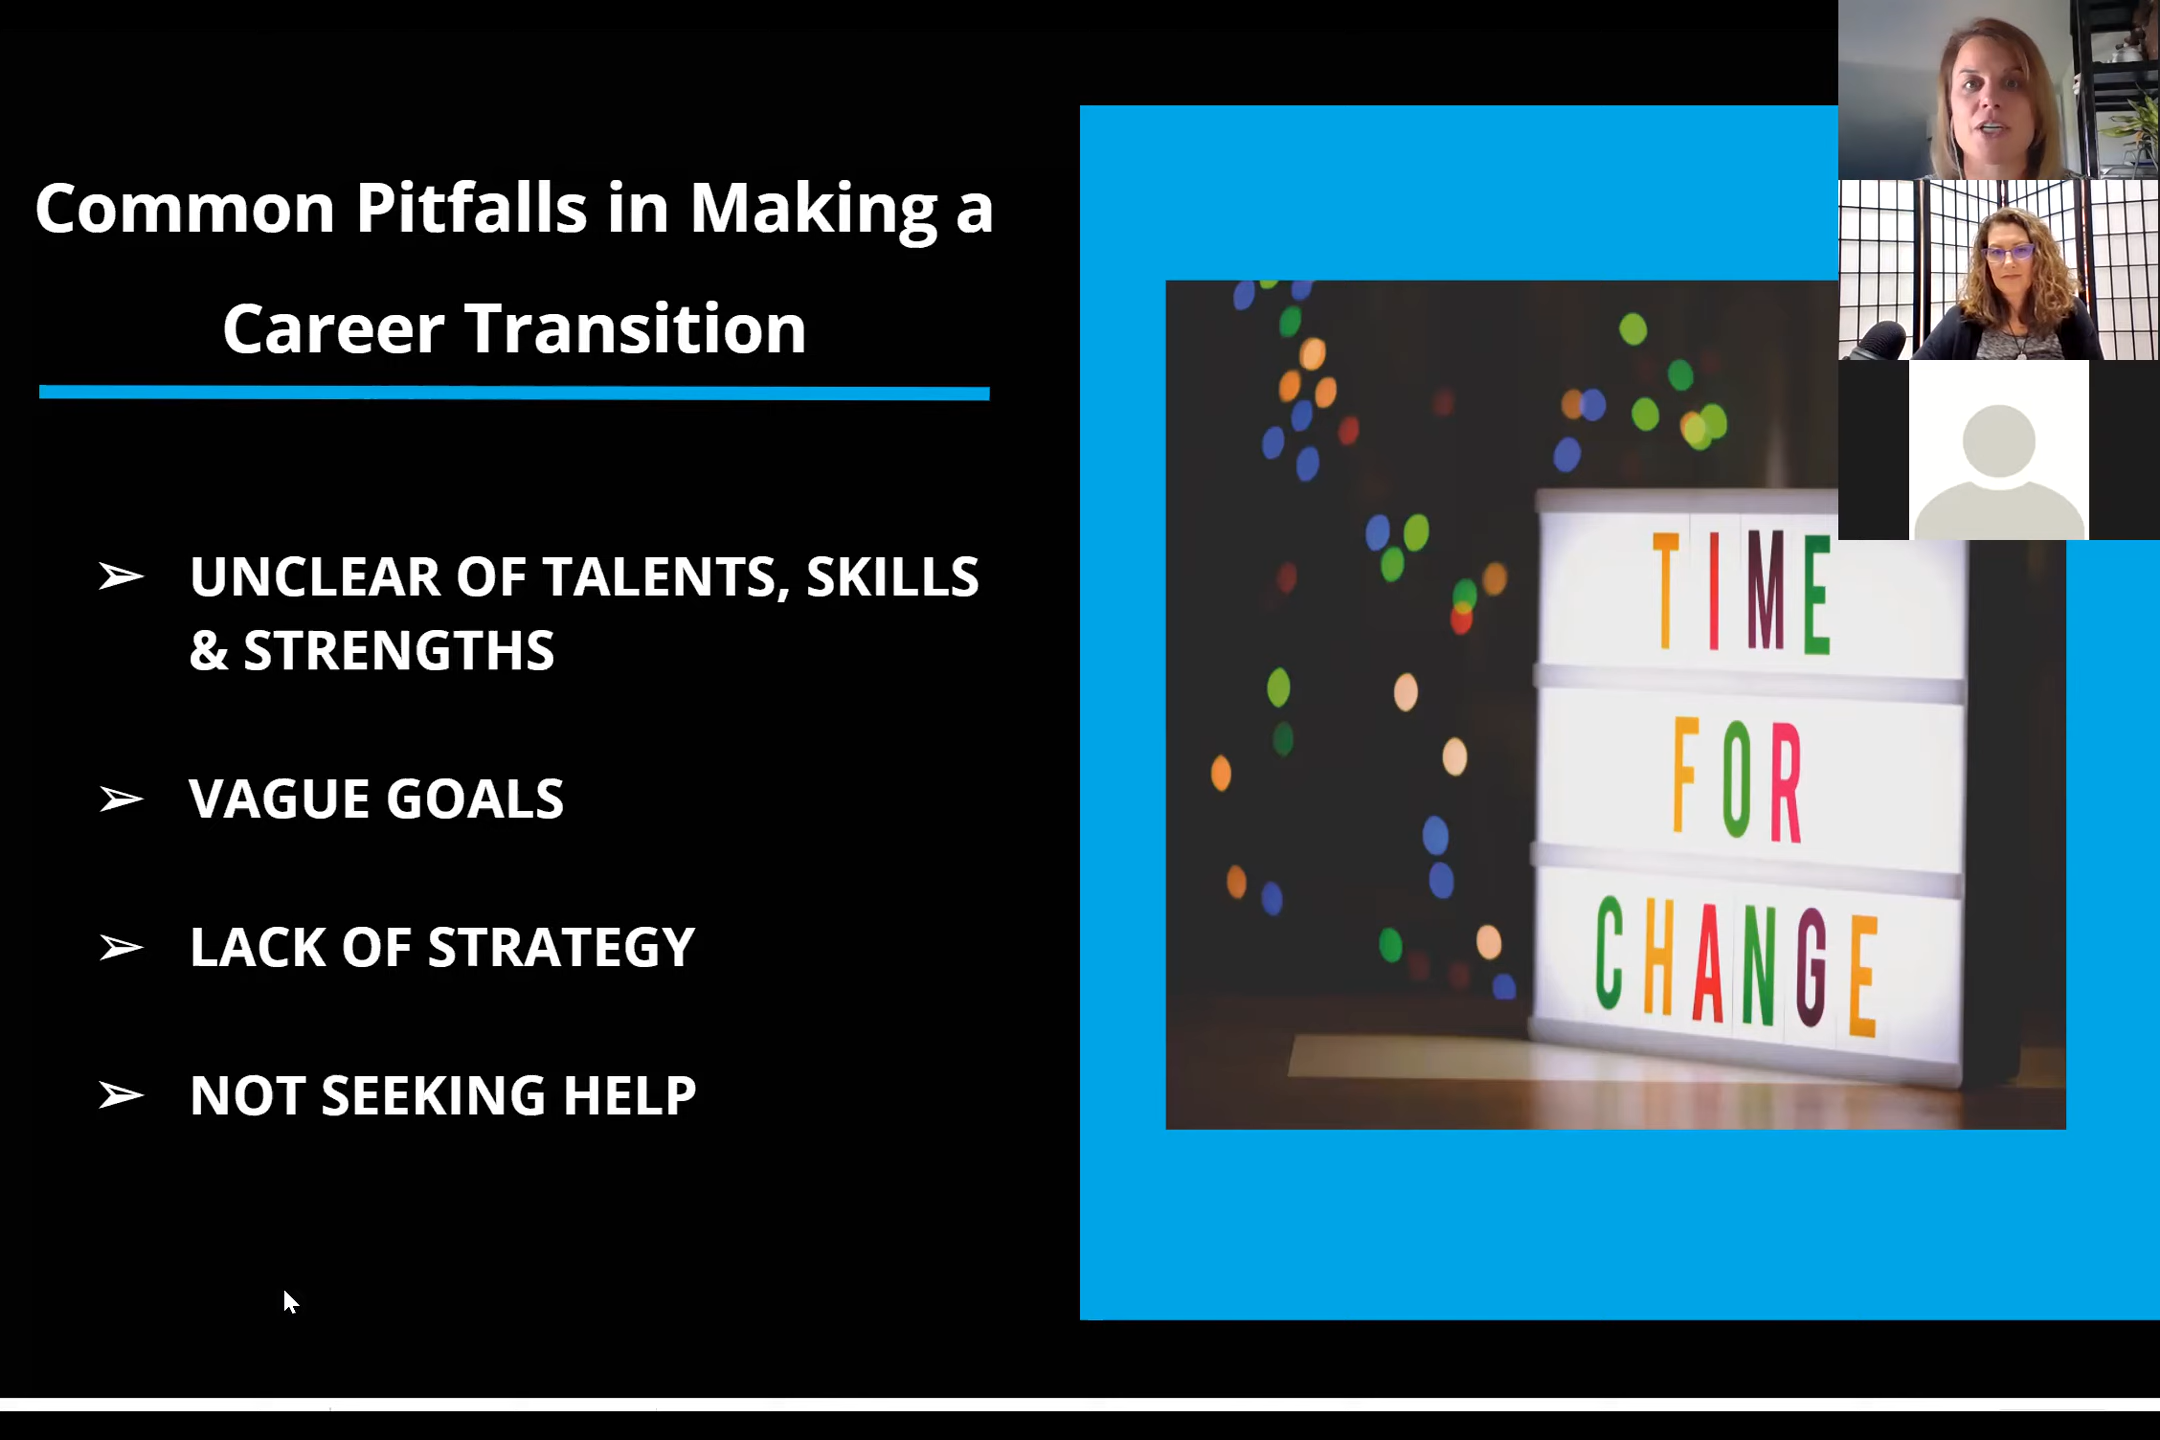 Common Pitfalls in Making a
Career Transition
➢ UNCLEAR OF TALENTS, SKILLS
& STRENGTHS
➢ VAGUE GOALS
➢ LACK OF STRATEGY
➢ NOT SEEKING HELP
TIME
FOR
CHANGE